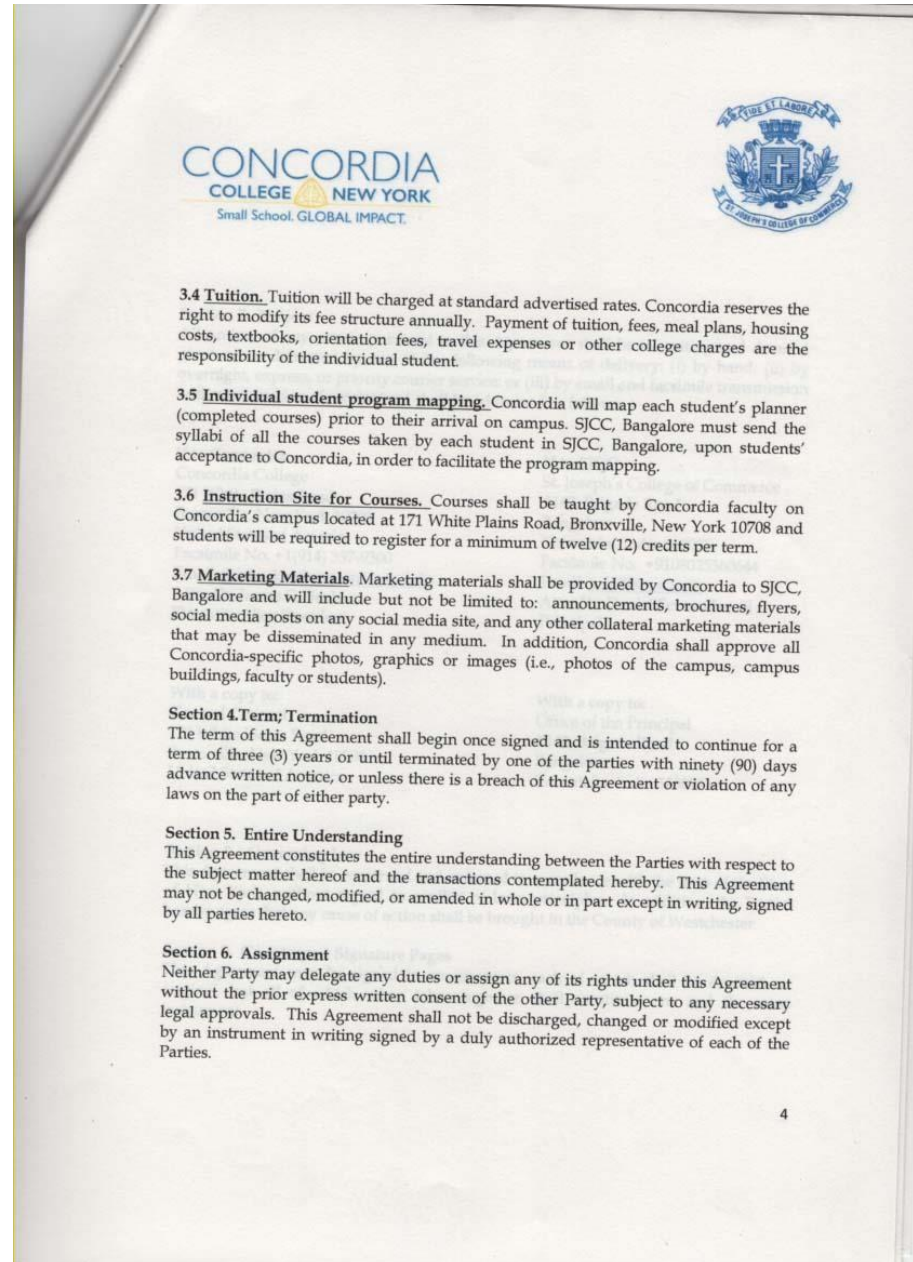 CONCORDIA
COLLEGE NEW YORK
Small School. GLOBAL IMPACT.
FIDE ET LABORE
ST. JOSEPH'S COLLEGE OF COMMERCE
3.4 Tuition. Tuition will be charged at standard advertised rates. Concordia reserves the
right to modify its fee structure annually. Payment of tuition, fees, meal plans, housing
costs, textbooks, orientation fees, travel expenses or other college charges are the
responsibility of the individual student.
3.5 Individual student program mapping. Concordia will map each student's planner
(completed courses) prior to their arrival on campus. SJCC, Bangalore must send the
syllabi of all the courses taken by each student in SJCC, Bangalore, upon students'
acceptance to Concordia, in order to facilitate the program mapping.
3.6 Instruction Site for Courses. Courses shall be taught by Concordia faculty on
Concordia's campus located at 171 White Plains Road, Bronxville, New York 10708 and
students will be required to register for a minimum of twelve (12) credits per term.
3.7 Marketing Materials. Marketing materials shall be provided by Concordia to SJCC,
Bangalore and will include but not be limited to: announcements, brochures, flyers,
social media posts on any social media site, and any other collateral marketing materials
that may be disseminated in any medium. In addition, Concordia shall approve all
Concordia-specific photos, graphics or images (i.e., photos of the campus, campus
buildings, faculty or students).
Section 4.Term; Termination
The term of this Agreement shall begin once signed and is intended to continue for a
term of three (3) years or until terminated by one of the parties with ninety (90) days
advance written notice, or unless there is a breach of this Agreement or violation of any
laws on the part of either party.
Section 5. Entire Understanding
This Agreement constitutes the entire understanding between the Parties with respect to
the subject matter hereof and the transactions contemplated hereby. This Agreement
may not be changed, modified, or amended in whole or in part except in writing, signed
by all parties hereto.
Section 6. Assignment
Neither Party may delegate any duties or assign any of its rights under this Agreement
without the prior express written consent of the other Party, subject to any necessary
legal approvals. This Agreement shall not be discharged, changed or modified except
by an instrument in writing signed by a duly authorized representative of each of the
Parties.
4